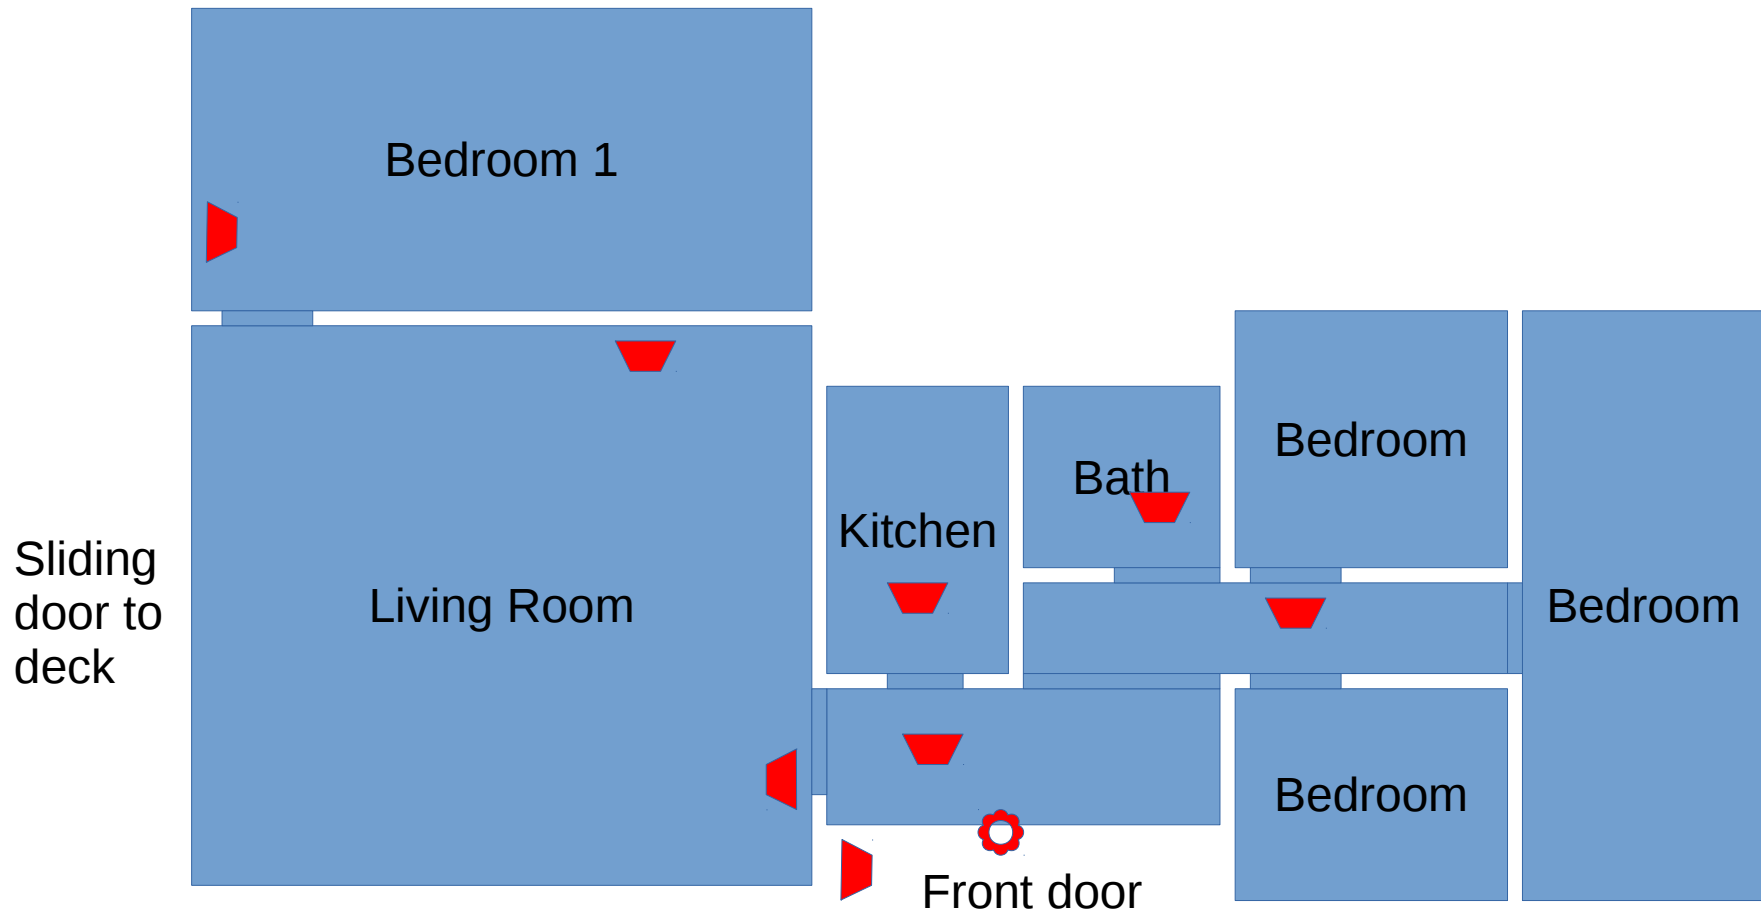 Bedroom 1
Bedroom
Bath
Kitchen
Sliding
door to
deck
Living Room
Bedroom
Bedroom
Front door